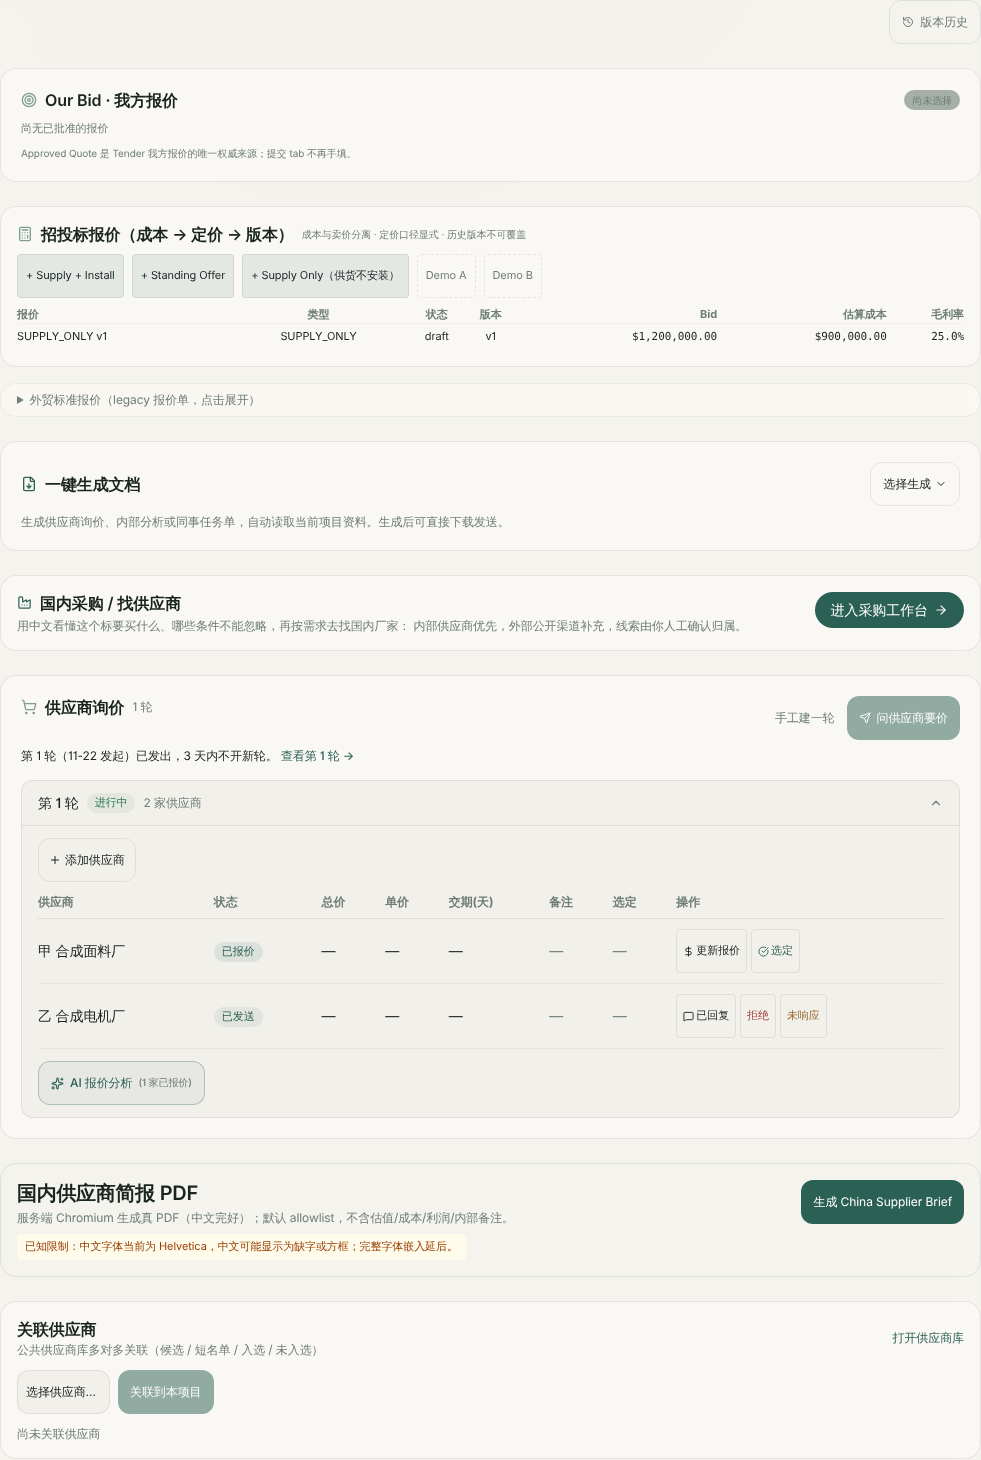 版本历史
Our Bid · 我方报价
尚未选择
尚无已批准的报价
Approved Quote 是 Tender 我方报价的唯一权威来源；提交 tab 不再手填。
招投标报价（成本 → 定价 → 版本） 成本与卖价分离 · 定价口径显式 · 历史版本不可覆盖
+ Supply + Install + Standing Offer + Supply Only（供货不安装） Demo A Demo B
报价 类型 状态 版本 Bid 估算成本 毛利率
SUPPLY_ONLY v1 SUPPLY_ONLY draft v1 $1,200,000.00 $900,000.00 25.0%
外贸标准报价（legacy 报价单，点击展开）
一键生成文档
选择生成
生成供应商询价、内部分析或同事任务单，自动读取当前项目资料。生成后可直接下载发送。
国内采购 / 找供应商
用中文看懂这个标要买什么、哪些条件不能忽略，再按需求去找国内厂家： 内部供应商优先，外部公开渠道补充，线索由你人工确认归属。
进入采购工作台 →
供应商询价 1 轮
手工建一轮 问供应商要价
第 1 轮（11-22 发起）已发出，3 天内不开新轮。 查看第 1 轮 →
第 1 轮 进行中 2 家供应商
+ 添加供应商
供应商 状态 总价 单价 交期(天) 备注 选定 操作
甲 合成面料厂 已报价 — — — — — 更新报价 选定
乙 合成电机厂 已发送 — — — — — 已回复 拒绝 未响应
AI 报价分析 (1 家已报价)
国内供应商简报 PDF
服务端 Chromium 生成真 PDF（中文完好）；默认 allowlist，不含估值/成本/利润/内部备注。
生成 China Supplier Brief
已知限制：中文字体当前为 Helvetica，中文可能显示为缺字或方框；完整字体嵌入延后。
关联供应商
公共供应商库多对多关联（候选 / 短名单 / 入选 / 未入选）
打开供应商库
选择供应商... 关联到本项目
尚未关联供应商